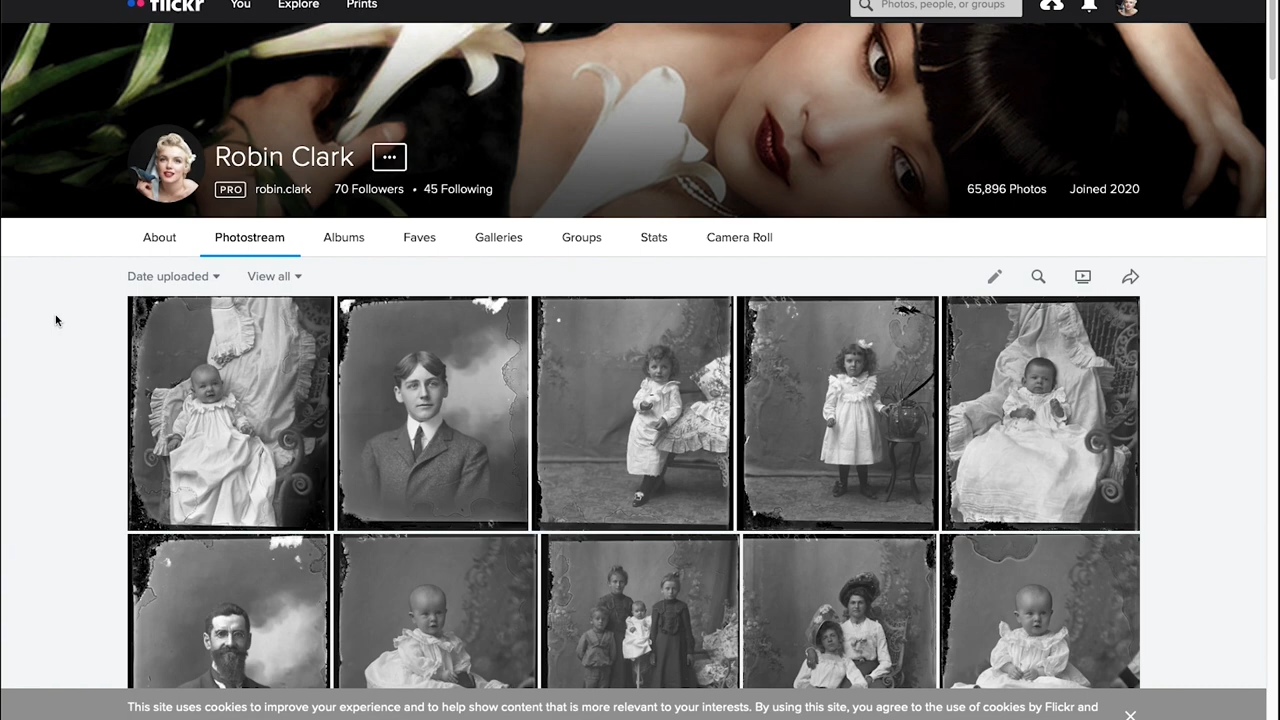 flickr You Explore Prints Photos, people, or groups
Robin Clark
PRO robin.clark 70 Followers • 45 Following 65,896 Photos Joined 2020
About Photostream Albums Faves Galleries Groups Stats Camera Roll
Date uploaded View all
This site uses cookies to improve your experience and to help show content that is more relevant to your interests. By using this site, you agree to the use of cookies by Flickr and